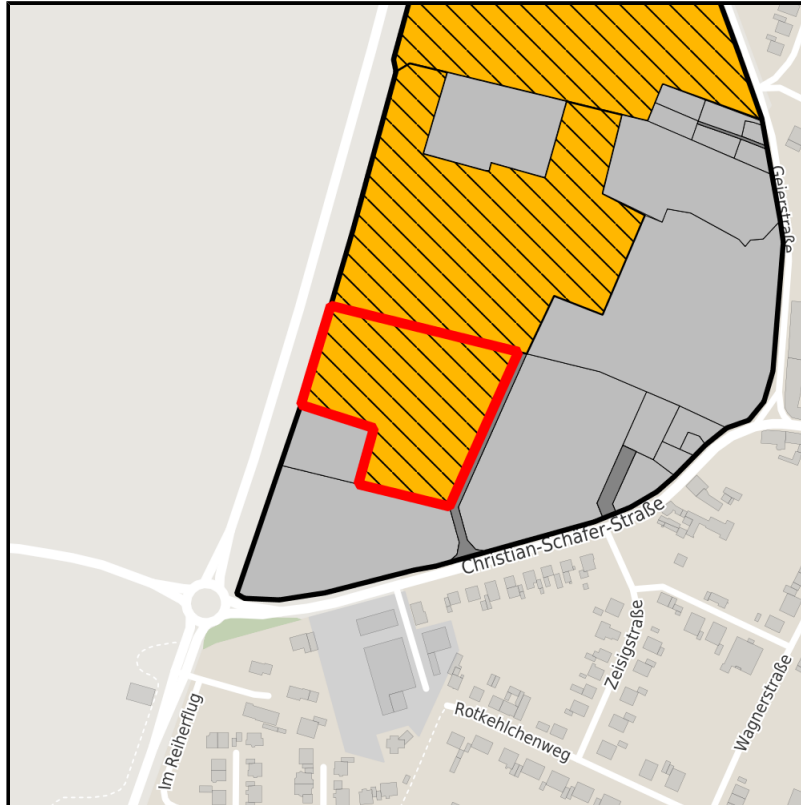 Geierstraße
Christian-Schäfer-Straße
Zeisigstraße
Wagnerstraße
Rotkehlchenweg
Im Reiherflug